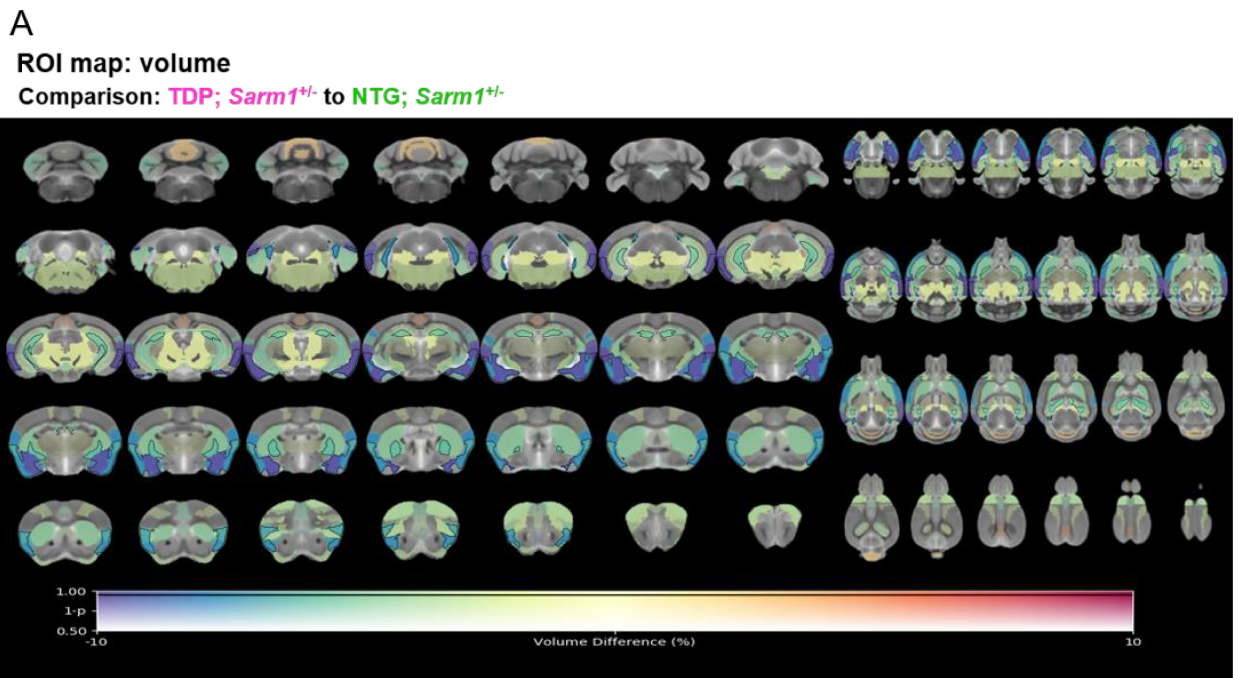 A
ROI map: volume
Comparison: TDP; Sarm1+/- to NTG; Sarm1+/-
1.00
1-p
0.50
-10
Volume Difference (%)
10